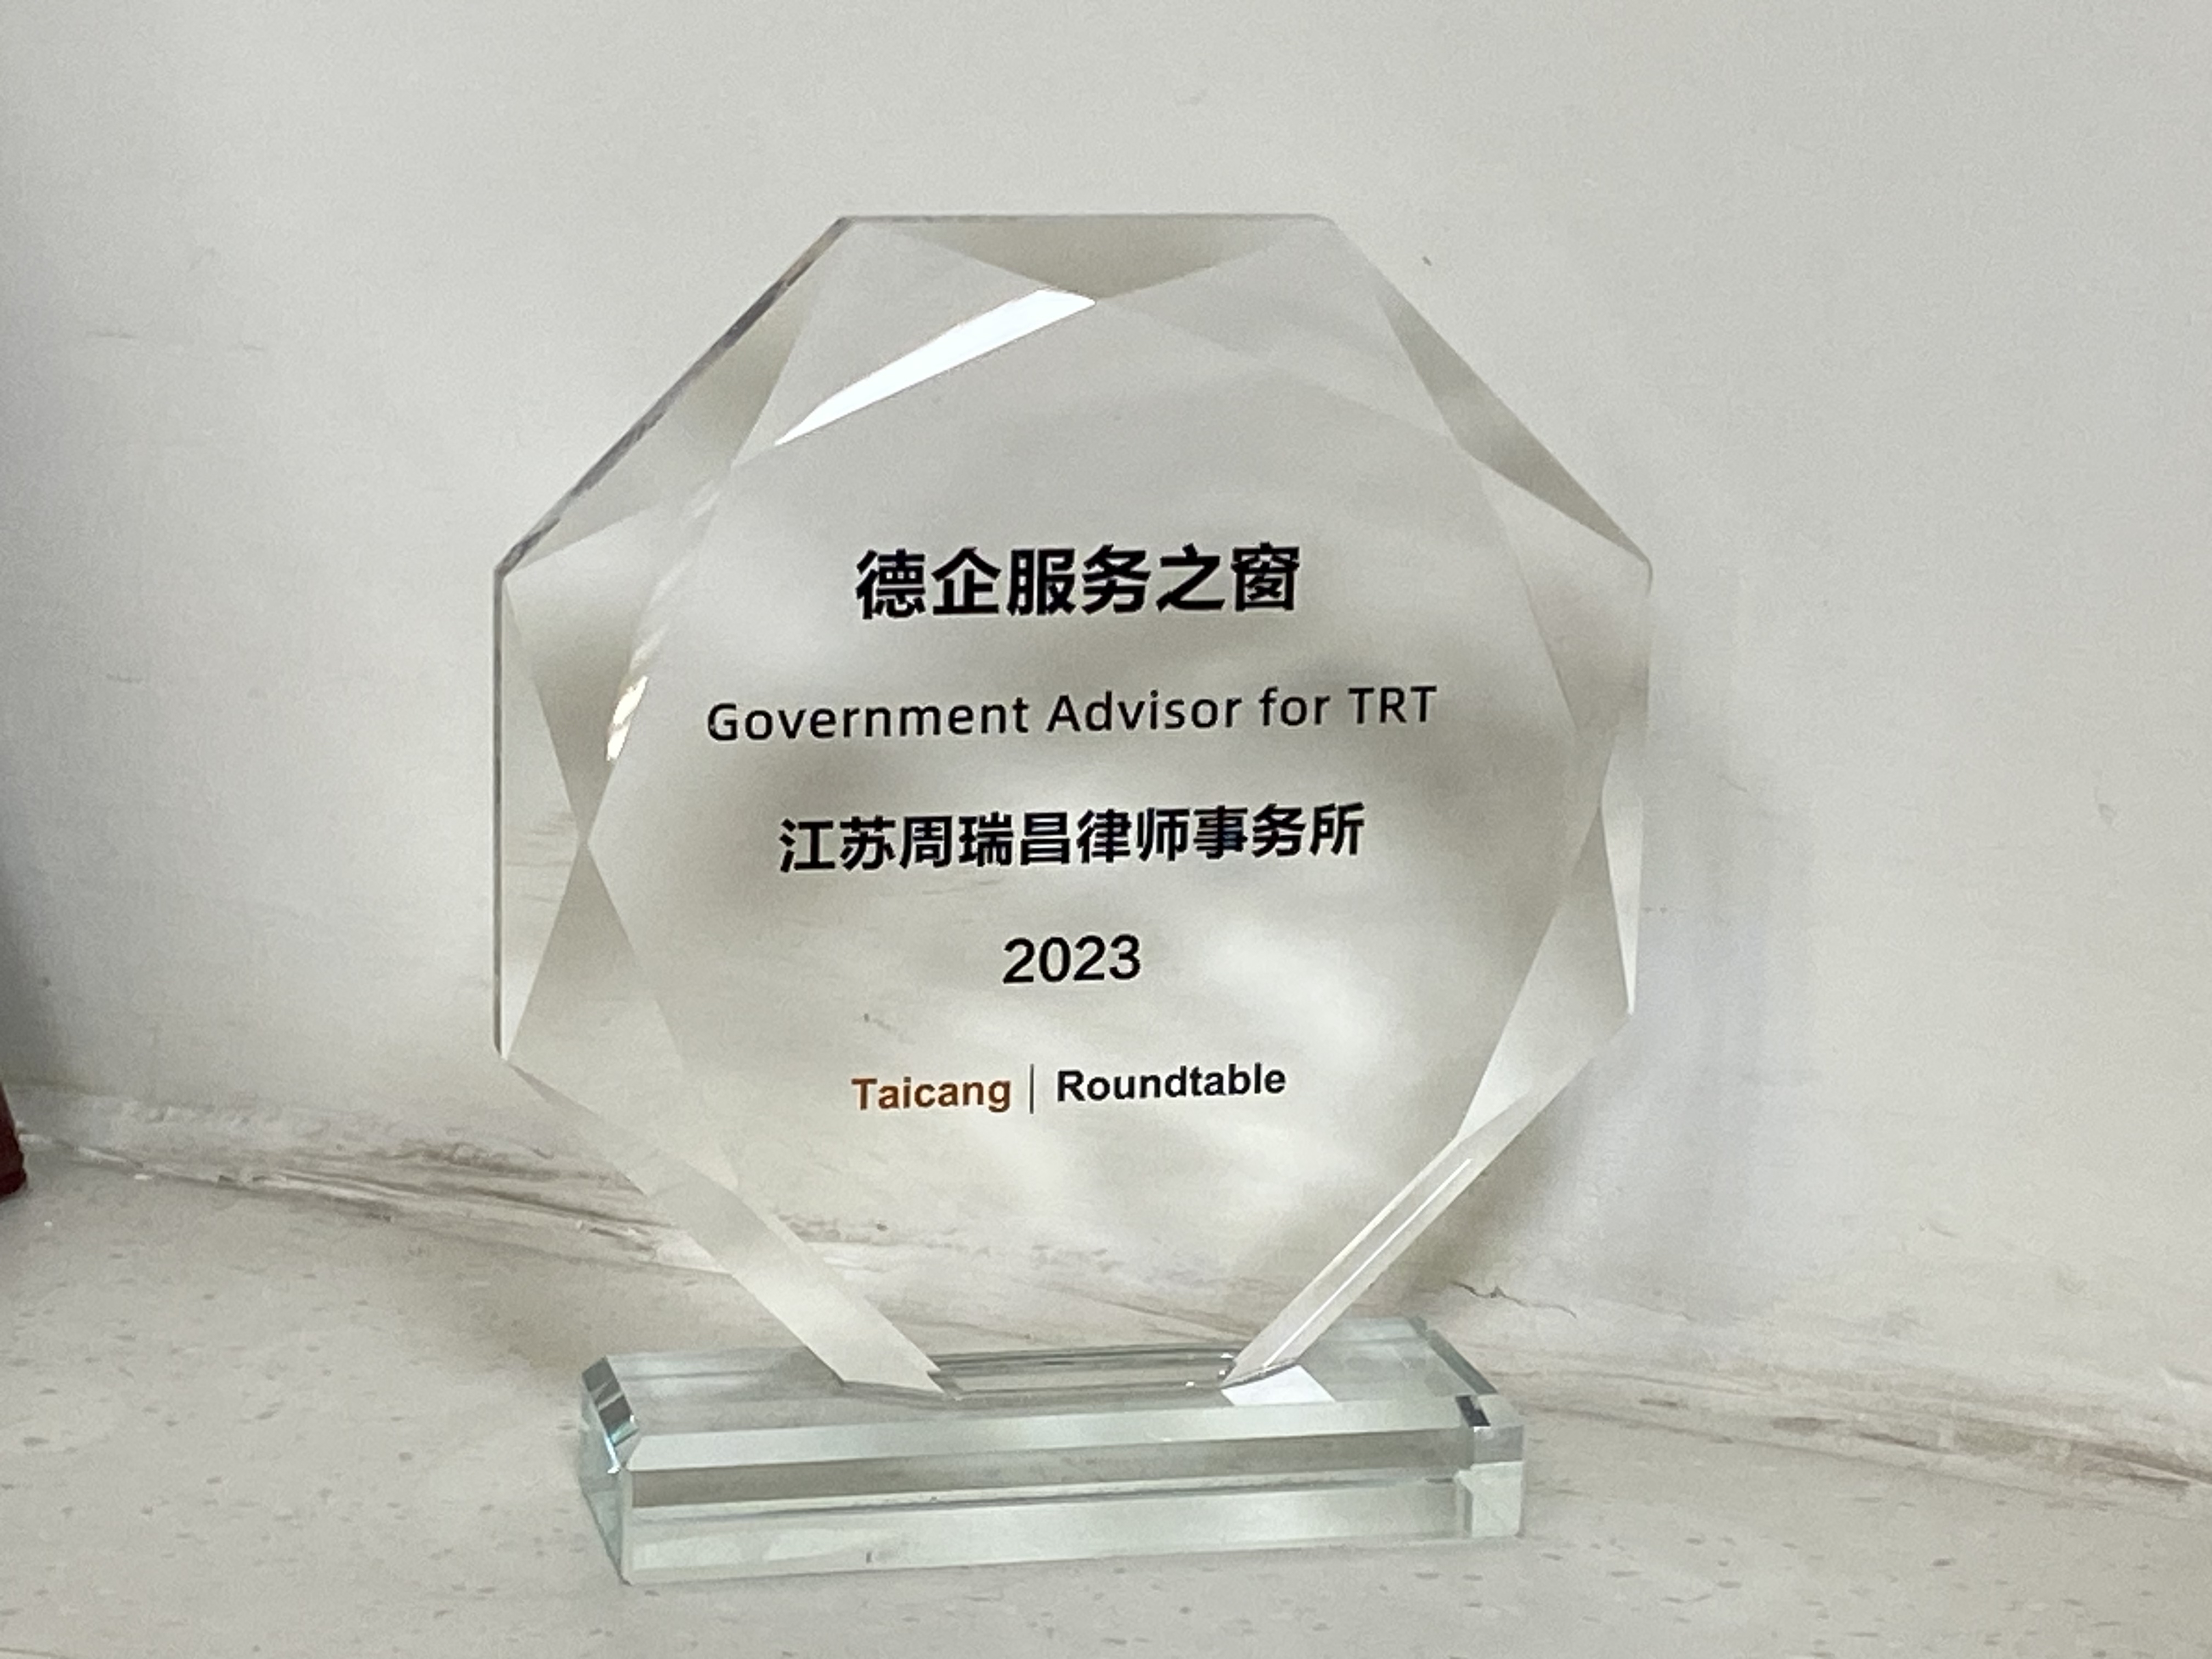 德企服务之窗
Government Advisor for TRT
江苏周瑞昌律师事务所
2023
Taicang | Roundtable